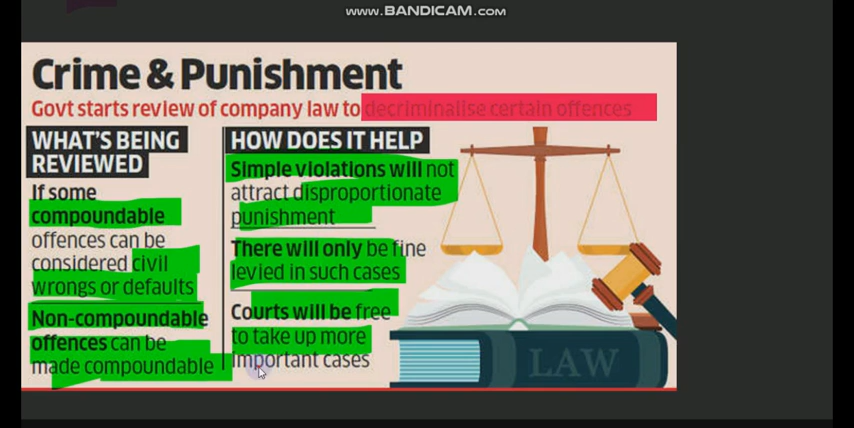 www.BANDICAM.com
Crime & Punishment
Govt starts review of company law to decriminalise certain offences
WHAT'S BEING
REVIEWED
If some
compoundable
offences can be
considered civil
wrongs or defaults
Non-compoundable
offences can be
made compoundable
HOW DOES IT HELP
Simple violations will not
attract disproportionate
punishment
There will only be fine
levied in such cases
Courts will be free
to take up more
important cases
LAW